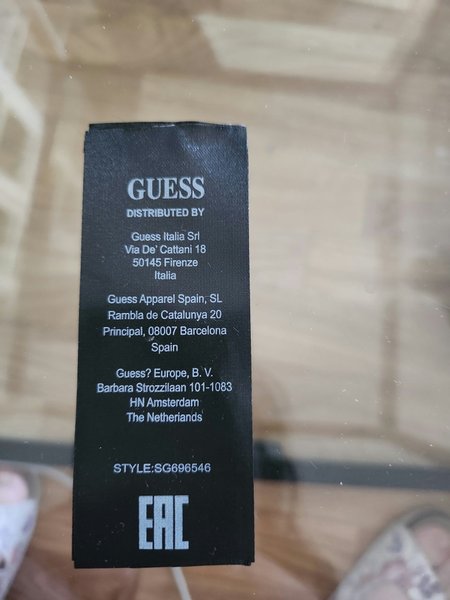 GUESS
DISTRIBUTED BY
Guess Italia Srl
Via De' Cattani 18
50145 Firenze
Italia
Guess Apparel Spain, SL
Rambla de Catalunya 20
Principal, 08007 Barcelona
Spain
Guess? Europe, B. V.
Barbara Strozzilaan 101-1083
HN Amsterdam
The Netherlands
STYLE:SG696546
EAC